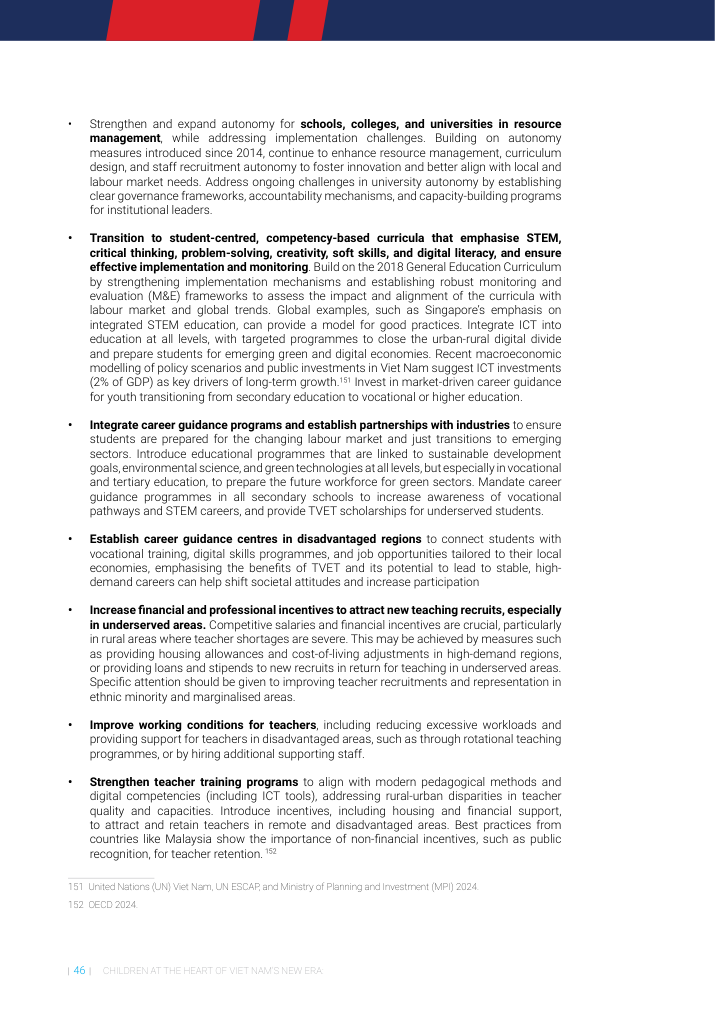 • Strengthen and expand autonomy for schools, colleges, and universities in resource
management, while addressing implementation challenges. Building on autonomy
measures introduced since 2014, continue to enhance resource management, curriculum
design, and staff recruitment autonomy to foster innovation and better align with local and
labour market needs. Address ongoing challenges in university autonomy by establishing
clear governance frameworks, accountability mechanisms, and capacity-building programs
for institutional leaders.
• Transition to student-centred, competency-based curricula that emphasise STEM,
critical thinking, problem-solving, creativity, soft skills, and digital literacy, and ensure
effective implementation and monitoring. Build on the 2018 General Education Curriculum
by strengthening implementation mechanisms and establishing robust monitoring and
evaluation (M&E) frameworks to assess the impact and alignment of the curricula with
labour market and global trends. Global examples, such as Singapore's emphasis on
integrated STEM education, can provide a model for good practices. Integrate ICT into
education at all levels, with targeted programmes to close the urban-rural digital divide
and prepare students for emerging green and digital economies. Recent macroeconomic
modelling of policy scenarios and public investments in Viet Nam suggest ICT investments
(2% of GDP) as key drivers of long-term growth.151 Invest in market-driven career guidance
for youth transitioning from secondary education to vocational or higher education.
• Integrate career guidance programs and establish partnerships with industries to ensure
students are prepared for the changing labour market and just transitions to emerging
sectors. Introduce educational programmes that are linked to sustainable development
goals, environmental science, and green technologies at all levels, but especially in vocational
and tertiary education, to prepare the future workforce for green sectors. Mandate career
guidance programmes in all secondary schools to increase awareness of vocational
pathways and STEM careers, and provide TVET scholarships for underserved students.
• Establish career guidance centres in disadvantaged regions to connect students with
vocational training, digital skills programmes, and job opportunities tailored to their local
economies, emphasising the benefits of TVET and its potential to lead to stable, high-
demand careers can help shift societal attitudes and increase participation
• Increase financial and professional incentives to attract new teaching recruits, especially
in underserved areas. Competitive salaries and financial incentives are crucial, particularly
in rural areas where teacher shortages are severe. This may be achieved by measures such
as providing housing allowances and cost-of-living adjustments in high-demand regions,
or providing loans and stipends to new recruits in return for teaching in underserved areas.
Specific attention should be given to improving teacher recruitments and representation in
ethnic minority and marginalised areas.
• Improve working conditions for teachers, including reducing excessive workloads and
providing support for teachers in disadvantaged areas, such as through rotational teaching
programmes, or by hiring additional supporting staff.
• Strengthen teacher training programs to align with modern pedagogical methods and
digital competencies (including ICT tools), addressing rural-urban disparities in teacher
quality and capacities. Introduce incentives, including housing and financial support,
to attract and retain teachers in remote and disadvantaged areas. Best practices from
countries like Malaysia show the importance of non-financial incentives, such as public
recognition, for teacher retention. 152
151 United Nations (UN) Viet Nam, UN ESCAP, and Ministry of Planning and Investment (MPI) 2024.
152 OECD 2024.
| 46 | CHILDREN AT THE HEART OF VIET NAM'S NEW ERA